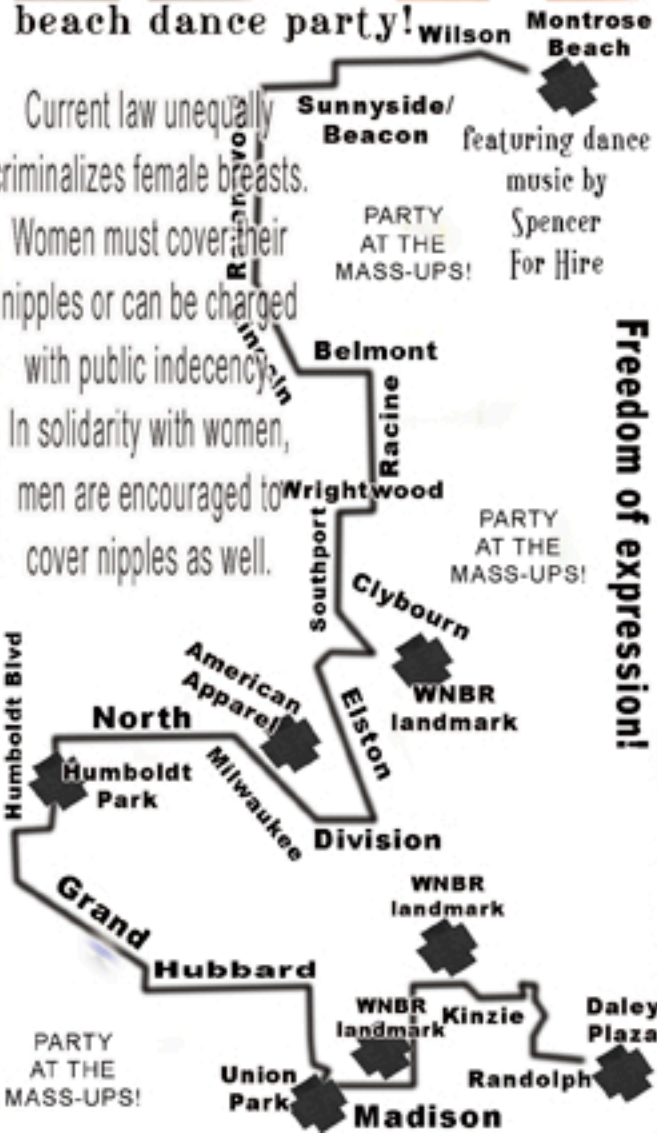 beach dance party!
Wilson
Montrose
Beach
Sunnyside/
Beacon
Current law unequally
criminalizes female breasts.
Women must cover their
nipples or can be charged
with public indecency.
In solidarity with women,
men are encouraged to
cover nipples as well.
featuring dance
music by
Spencer
For Hire
PARTY
AT THE
MASS-UPS!
Lincoln
Belmont
Racine
Freedom of expression!
Wrightwood
PARTY
AT THE
MASS-UPS!
Southport
Clybourn
WNBR
landmark
American
Apparel
Elston
North
Humboldt Blvd
Humboldt
Park
Milwaukee
Division
Grand
WNBR
landmark
Hubbard
WNBR
landmark
Kinzie
Daley
Plaza
Randolph
PARTY
AT THE
MASS-UPS!
Union
Park
Madison